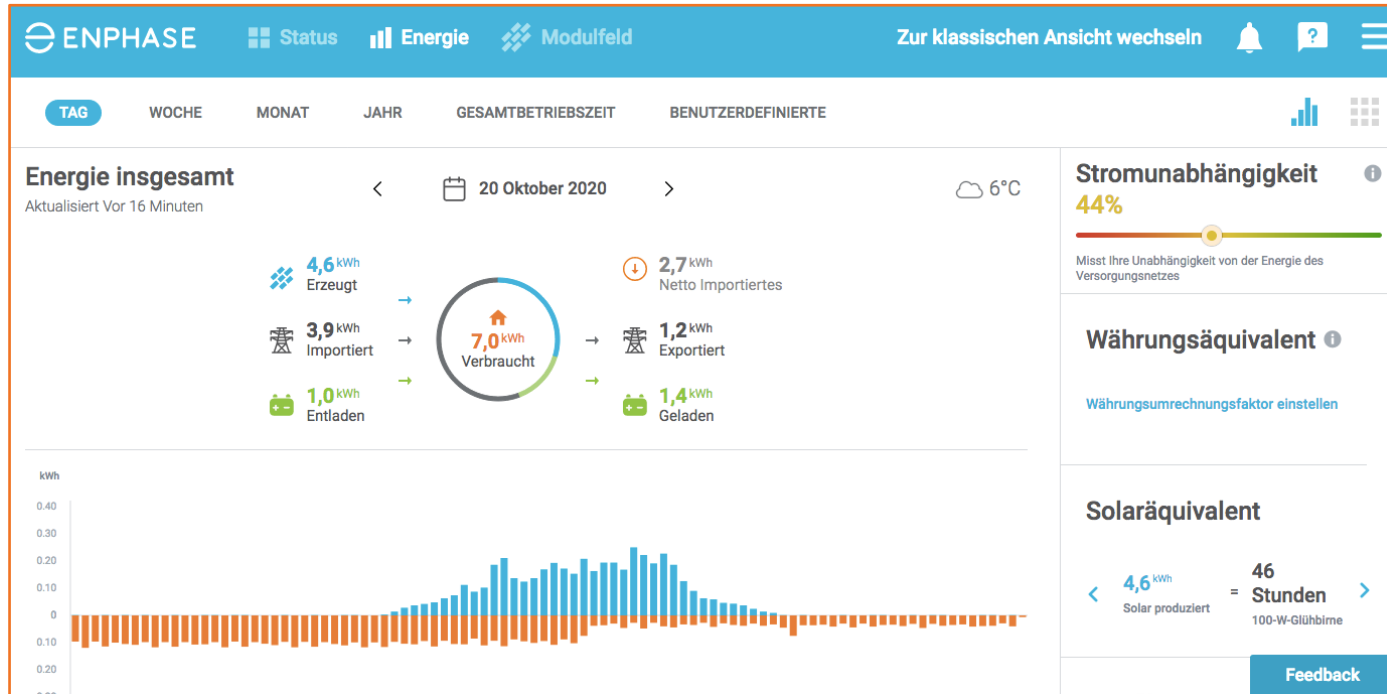 ENPHASE Status Energie Modulfeld Zur klassischen Ansicht wechseln ?
TAG WOCHE MONAT JAHR GESAMTBETRIEBSZEIT BENUTZERDEFINIERTE
Energie insgesamt
Aktualisiert Vor 16 Minuten
20 Oktober 2020
6°C
4,6 kWh
Erzeugt
3,9 kWh
Importiert
1,0 kWh
Entladen
7,0 kWh
Verbraucht
2,7 kWh
Netto Importiertes
1,2 kWh
Exportiert
1,4 kWh
Geladen
kWh
0.40
0.30
0.20
0.10
0
0.10
0.20
Stromunabhängigkeit
44%
Misst Ihre Unabhängigkeit von der Energie des
Versorgungsnetzes
Währungsäquivalent
Währungsumrechnungsfaktor einstellen
Solaräquivalent
4,6 kWh
Solar produziert
=
46
Stunden
100-W-Glühbirne
Feedback